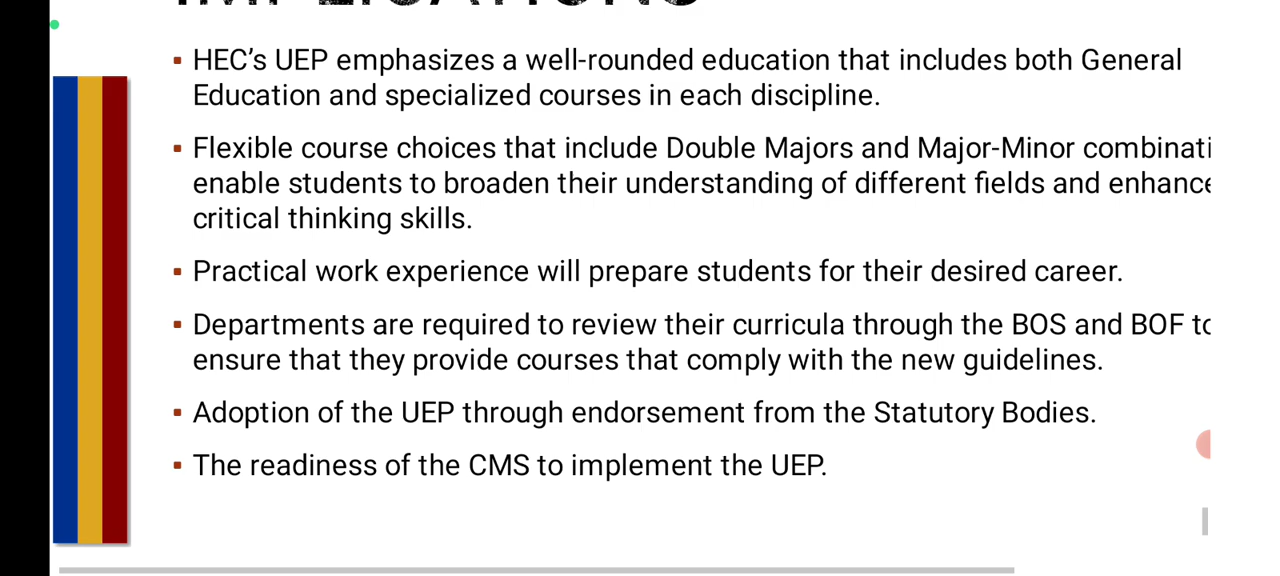 IMPLICATIONS
▪ HEC’s UEP emphasizes a well-rounded education that includes both General
Education and specialized courses in each discipline.
▪ Flexible course choices that include Double Majors and Major-Minor combinati
enable students to broaden their understanding of different fields and enhance
critical thinking skills.
▪ Practical work experience will prepare students for their desired career.
▪ Departments are required to review their curricula through the BOS and BOF to
ensure that they provide courses that comply with the new guidelines.
▪ Adoption of the UEP through endorsement from the Statutory Bodies.
▪ The readiness of the CMS to implement the UEP.